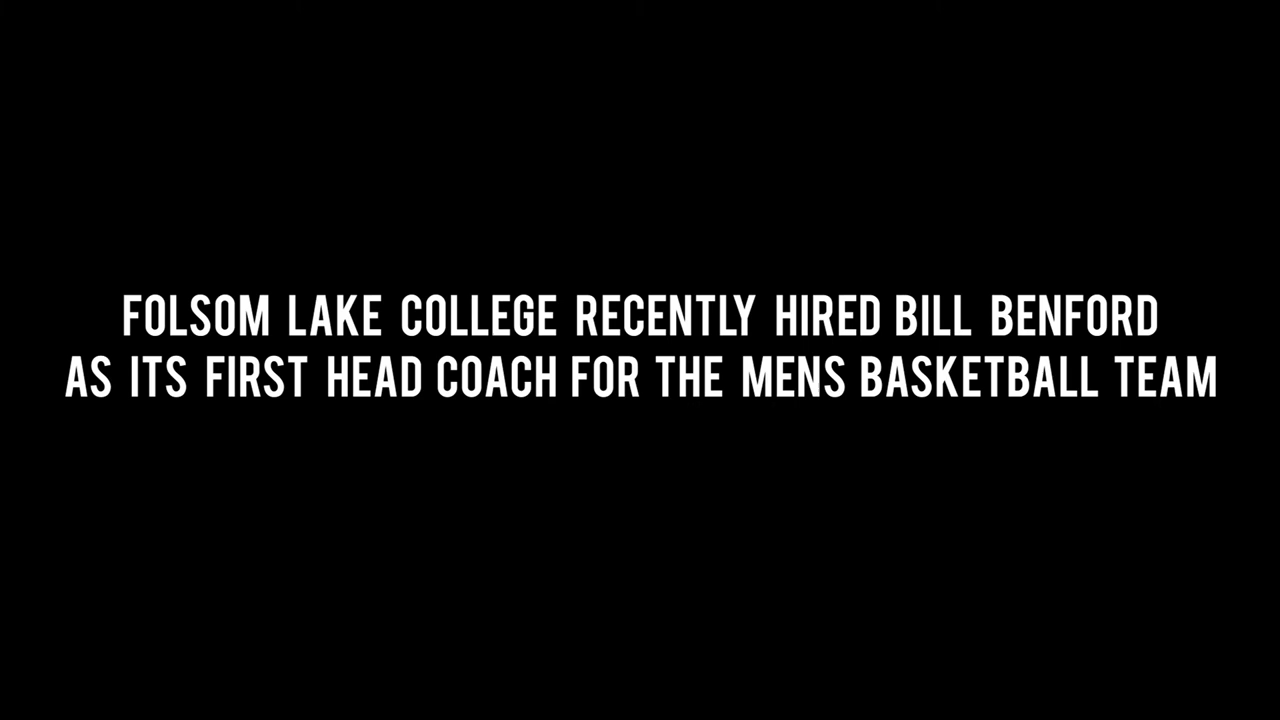 FOLSOM LAKE COLLEGE RECENTLY HIRED BILL BENFORD
AS ITS FIRST HEAD COACH FOR THE MENS BASKETBALL TEAM